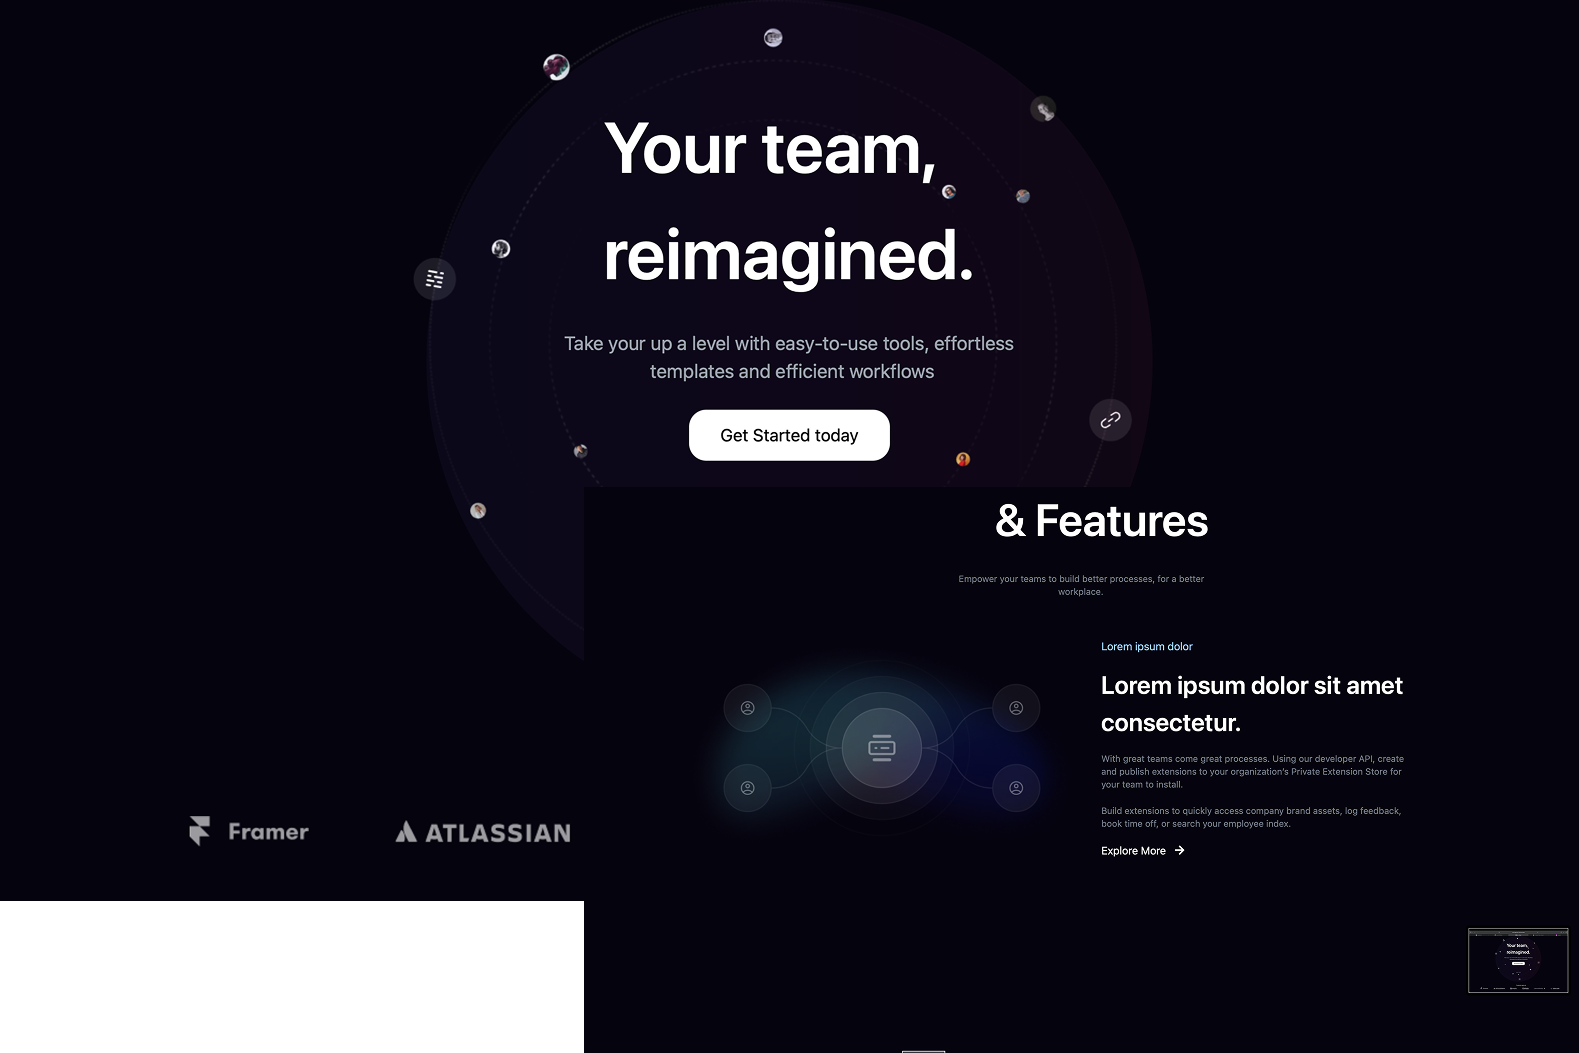 Your team,
reimagined.
Take your up a level with easy-to-use tools, effortless
templates and efficient workflows
Get Started today
& Features
Empower your teams to build better processes, for a better
workplace.
Lorem ipsum dolor
Lorem ipsum dolor sit amet
consectetur.
With great teams come great processes. Using our developer API, create
and publish extensions to your organization's Private Extension Store for
your team to install.
Build extensions to quickly access company brand assets, log feedback,
book time off, or search your employee index.
Explore More
Framer
ATLASSIAN
Your team,
reimagined.